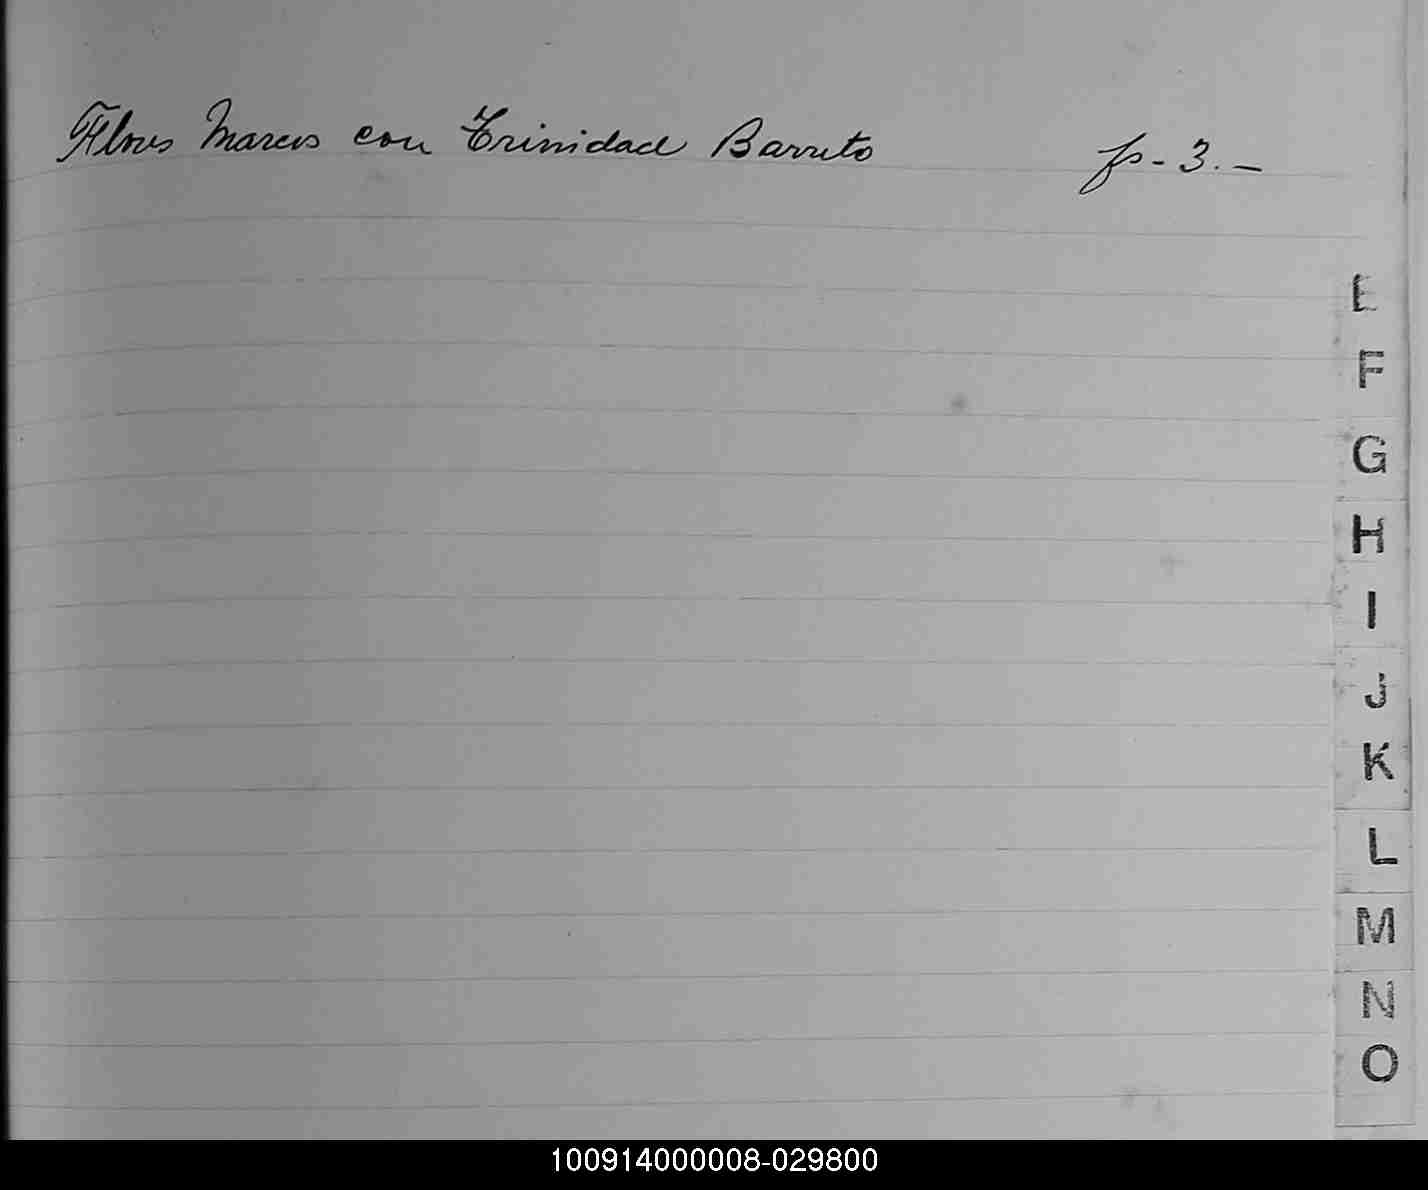 Flores Marcos con Trinidad Barreto fs - 3. —
E
F
G
H
I
J
K
L
M
N
O
100914000008-029800